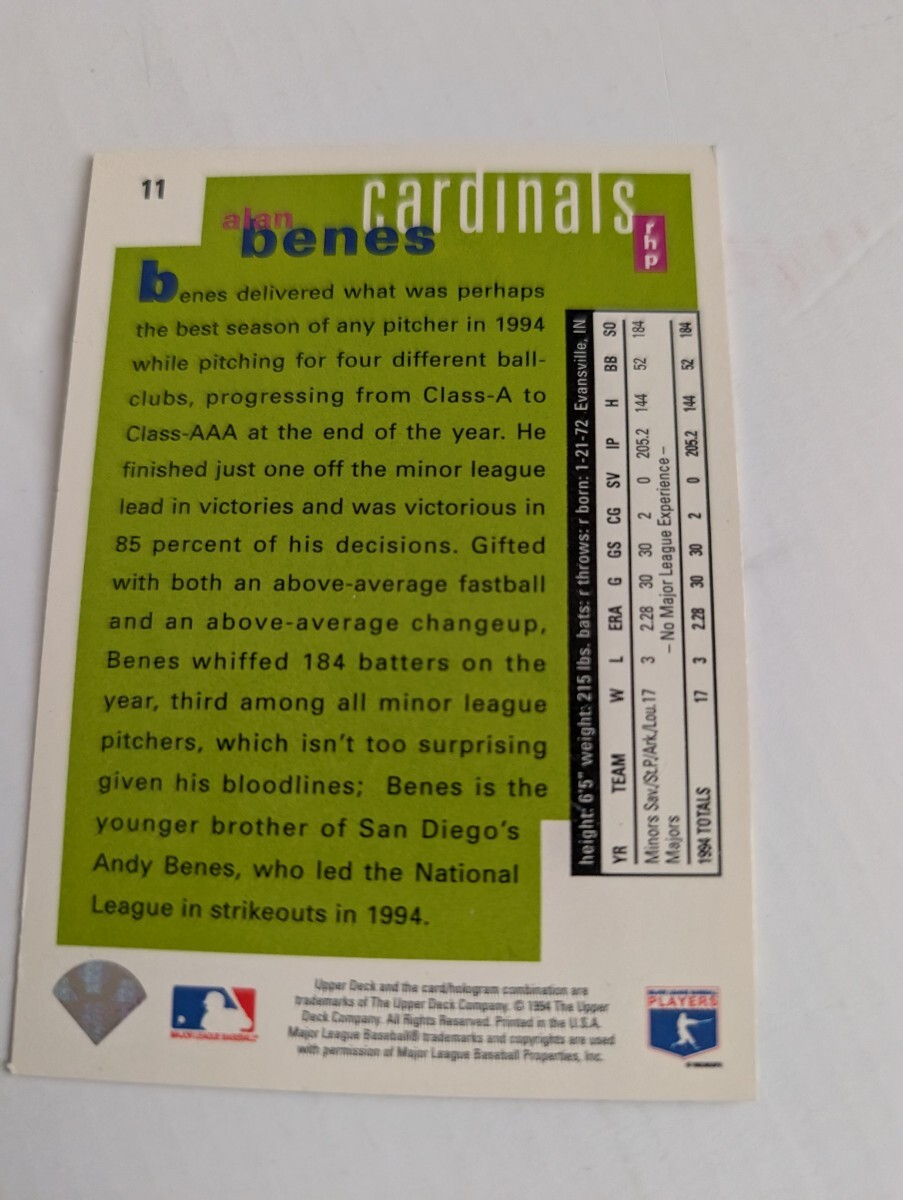 11
cardinals
alan
benes
rhp
benes delivered what was perhaps
the best season of any pitcher in 1994
while pitching for four different ball-
clubs, progressing from Class-A to
Class-AAA at the end of the year. He
finished just one off the minor league
lead in victories and was victorious in
85 percent of his decisions. Gifted
with both an above-average fastball
and an above-average changeup,
Benes whiffed 184 batters on the
year, third among all minor league
pitchers, which isn't too surprising
given his bloodlines; Benes is the
younger brother of San Diego's
Andy Benes, who led the National
League in strikeouts in 1994.
height: 6'5" weight: 215 lbs. bats: r throws: r born: 1-21-72 Evansville, IN
YR TEAM W L ERA G GS CG SV IP H BB SO
Minors Sav./St.P/Ark./Lou. 17 3 2.28 30 30 2 0 205.2 144 52 184
Majors – No Major League Experience –
1994 TOTALS 17 3 2.28 30 30 2 0 205.2 144 52 184
Upper Deck and the card/hologram combination are
trademarks of The Upper Deck Company. © 1994 The Upper
Deck Company. All Rights Reserved. Printed in the U.S.A.
Major League Baseball® trademarks and copyrights are used
with permission of Major League Baseball Properties, Inc.
MAJOR LEAGUE BASEBALL
MAJOR LEAGUE BASEBALL
PLAYERS